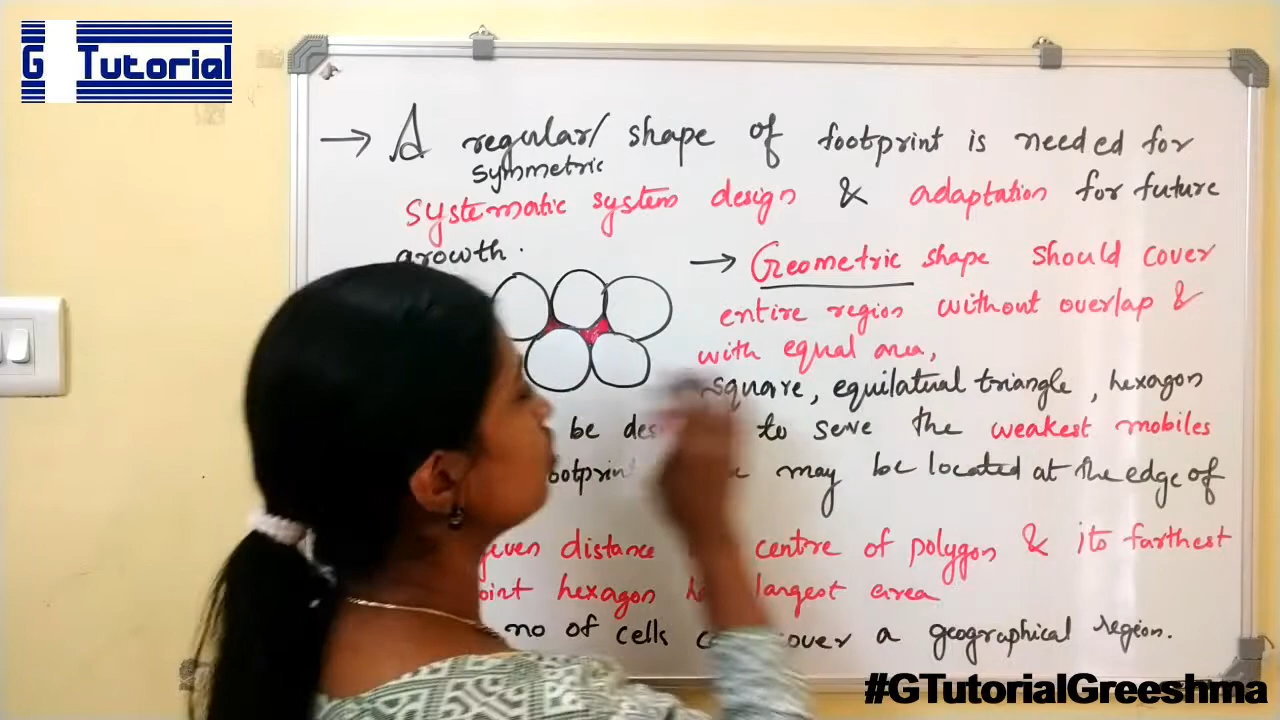 G Tutorial
→ A regular/ shape of footprint is needed for
symmetric
systematic system design & adaptation for future
growth.
→ Geometric shape should cover
entire region without overlap &
with equal area,
square, equilatual triangle, hexagon
be to serve the weakest mobiles
may be located at the edge of
distance centre of polygon & its farthest
hexagon largest area
no of cells cover a geographical region.
#GTutorialGreeshma